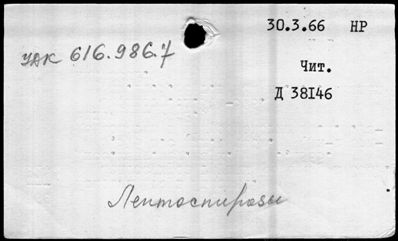 30.3.66 НР
УДК 616.986.7
Чит.
Д 38146
Лептоспирозы